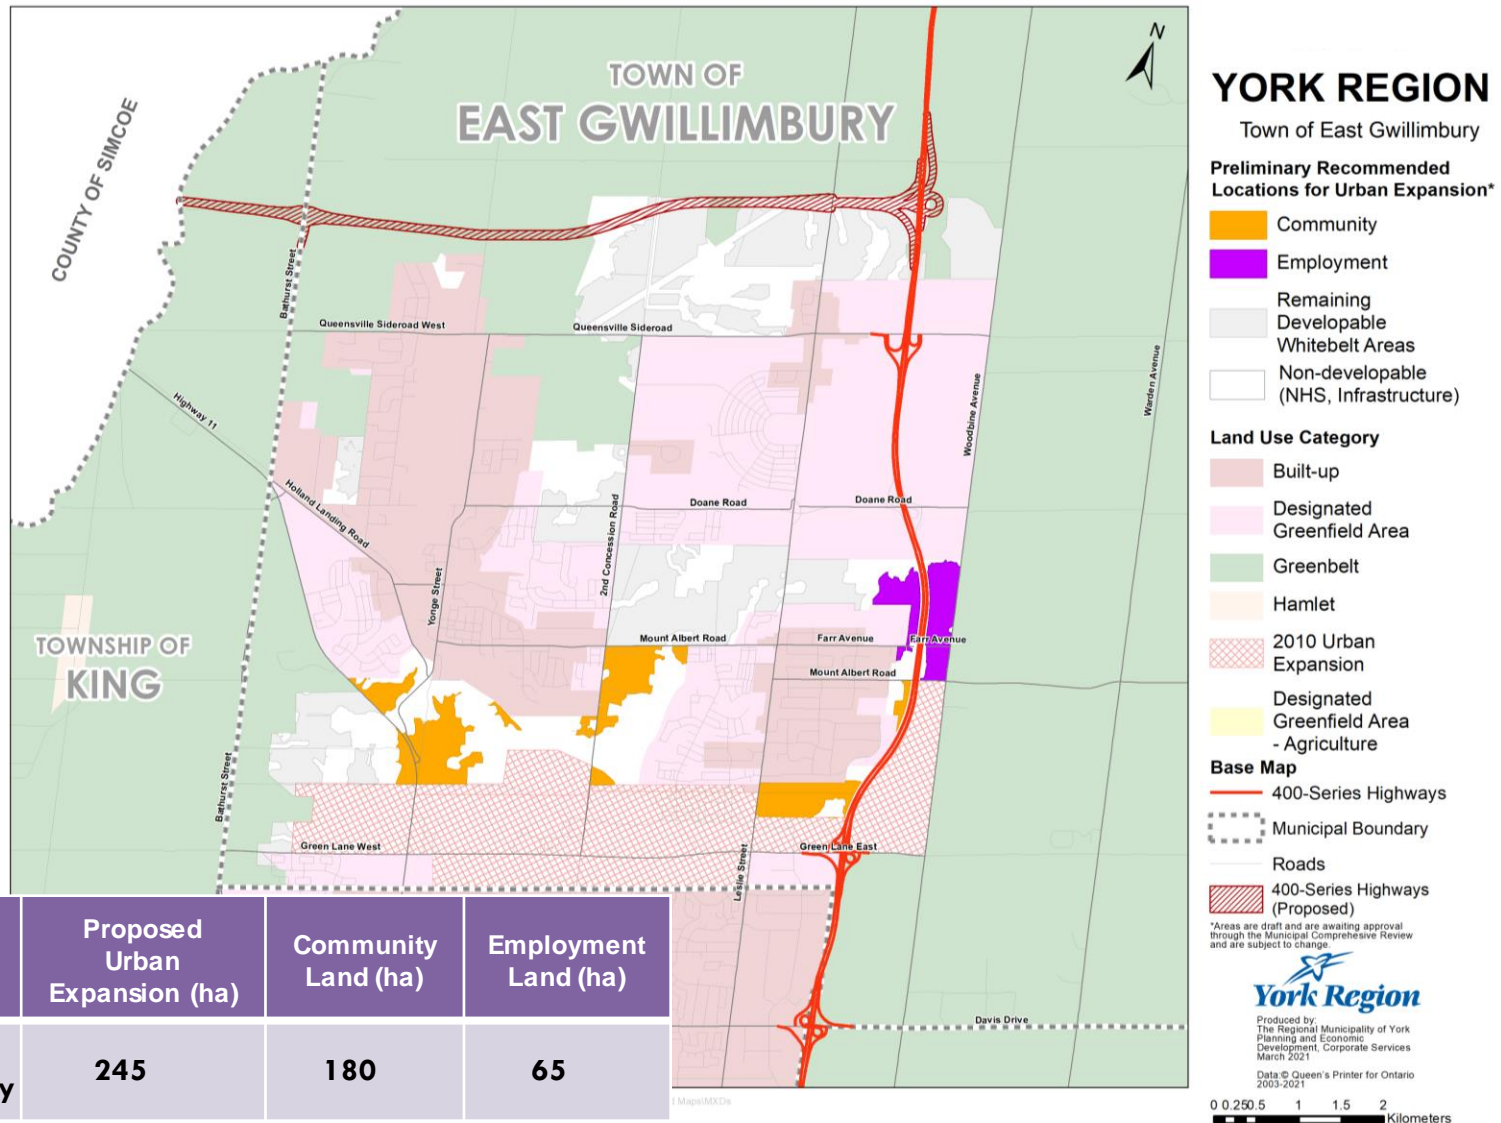 TOWN OF
EAST GWILLIMBURY
N
COUNTY OF SIMCOE
Bathurst Street
Queensville Sideroad West
Queensville Sideroad
Highway 11
Holland Landing Road
Yonge Street
2nd Concession Road
Doane Road
Doane Road
Woodbine Avenue
Warden Avenue
TOWNSHIP OF
KING
Mount Albert Road
Farr Avenue
Farr Avenue
Mount Albert Road
Bathurst Street
Green Lane West
Leslie Street
Green Lane East
Davis Drive
YORK REGION
Town of East Gwillimbury
Preliminary Recommended
Locations for Urban Expansion*
Community
Employment
Remaining
Developable
Whitebelt Areas
Non-developable
(NHS, Infrastructure)
Land Use Category
Built-up
Designated
Greenfield Area
Greenbelt
Hamlet
2010 Urban
Expansion
Designated
Greenfield Area
- Agriculture
Base Map
400-Series Highways
Municipal Boundary
Roads
400-Series Highways
(Proposed)
*Areas are draft and are awaiting approval
through the Municipal Comprehesive Review
and are subject to change.
York Region
Produced by:
The Regional Municipality of York
Planning and Economic
Development, Corporate Services
March 2021
Data:© Queen's Printer for Ontario
2003-2021
0 0.250.5 1 1.5 2
Kilometers
Proposed
Urban
Expansion (ha)
Community
Land (ha)
Employment
Land (ha)
y
245
180
65
Maps\MXDs